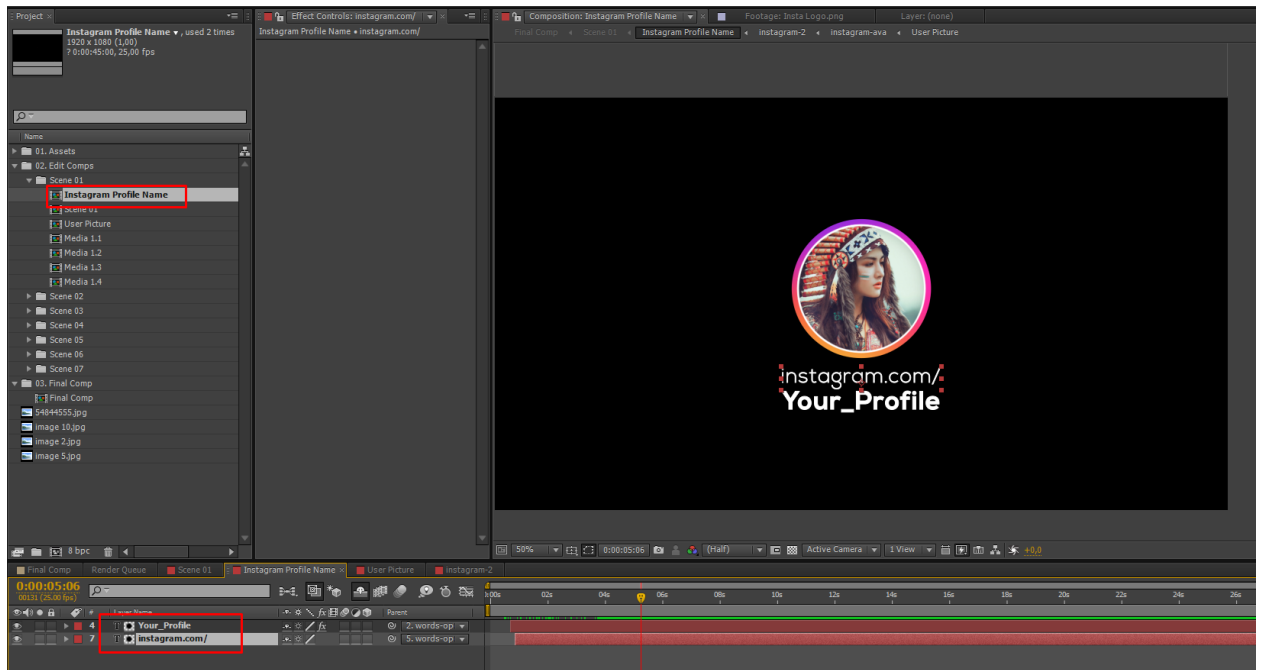 Project ×
Instagram Profile Name ▼ , used 2 times
1920 x 1080 (1,00)
? 0:00:45:00, 25,00 fps
Name
01. Assets
02. Edit Comps
Scene 01
Instagram Profile Name
Scene 01
User Picture
Media 1.1
Media 1.2
Media 1.3
Media 1.4
Scene 02
Scene 03
Scene 04
Scene 05
Scene 06
Scene 07
03. Final Comp
Final Comp
54844555.jpg
image 10.jpg
image 2.jpg
image 5.jpg
8 bpc
Effect Controls: instagram.com/
Instagram Profile Name • instagram.com/
Composition: Instagram Profile Name Footage: Insta Logo.png Layer: (none)
Final Comp Scene 01 Instagram Profile Name instagram-2 instagram-ava User Picture
instagram.com/
Your_Profile
50% 0:00:05:06 (Half) Active Camera 1 View +0,0
Final Comp Render Queue Scene 01 Instagram Profile Name × User Picture instagram-2
0:00:05:06
00131 (25.00 fps)
02s 04s 06s 08s 10s 12s 14s 16s 18s 20s 22s 24s 26s
# Layer Name fx Parent
4 T Your_Profile fx 2. words-op
7 T instagram.com/ 5. words-op